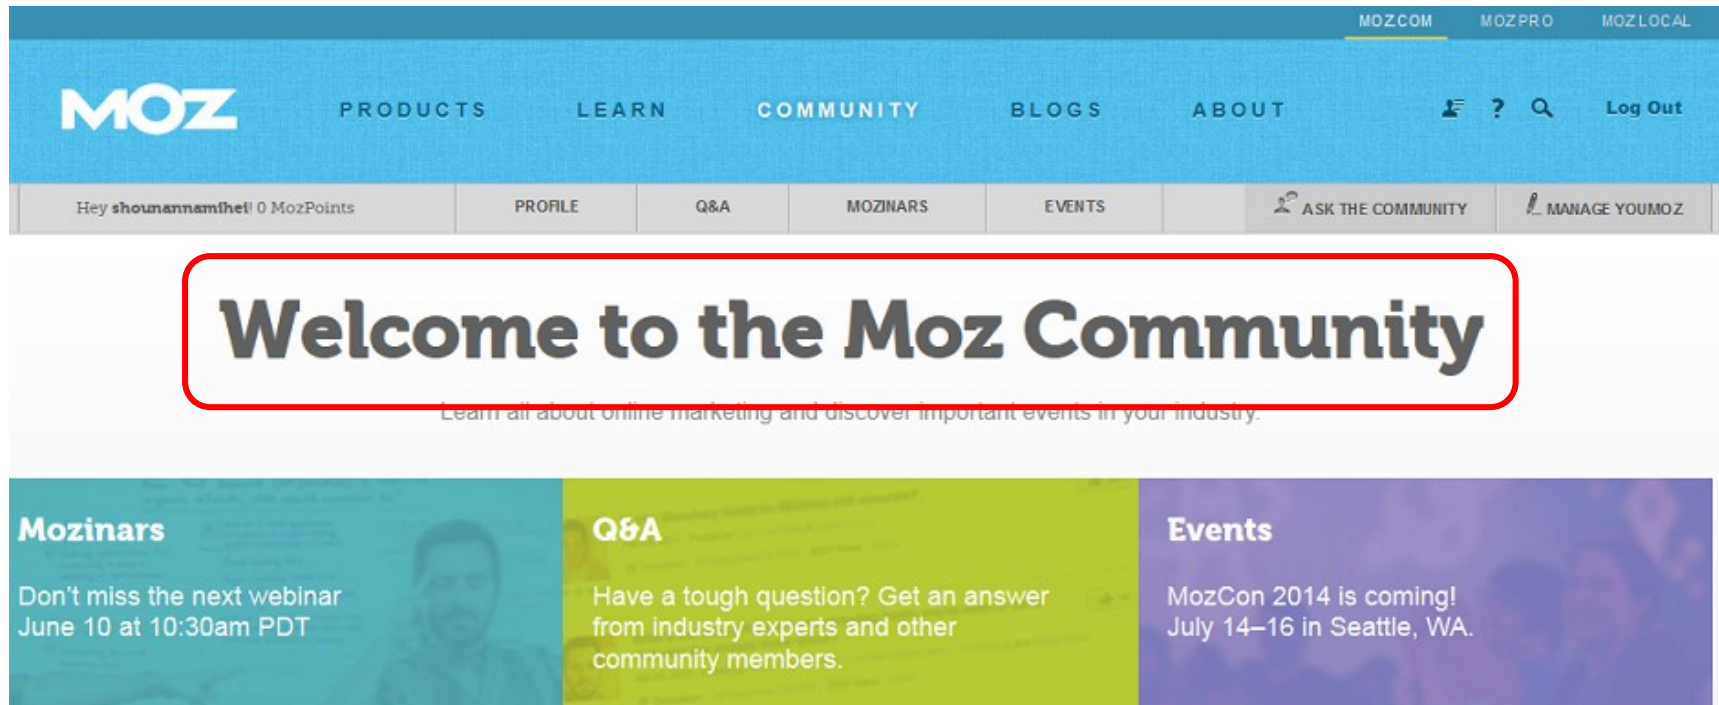 MOZCOM MOZPRO MOZLOCAL
MOZ PRODUCTS LEARN COMMUNITY BLOGS ABOUT ? Log Out
Hey shounannamihei! 0 MozPoints PROFILE Q&A MOZINARS EVENTS ASK THE COMMUNITY MANAGE YOUMOZ
Welcome to the Moz Community
Learn all about online marketing and discover important events in your industry.
Mozinars
Don't miss the next webinar
June 10 at 10:30am PDT
Q&A
Have a tough question? Get an answer
from industry experts and other
community members.
Events
MozCon 2014 is coming!
July 14–16 in Seattle, WA.